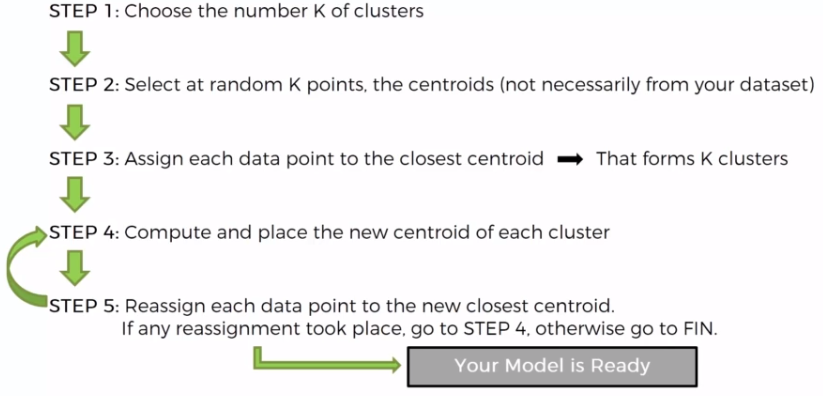 STEP 1: Choose the number K of clusters
STEP 2: Select at random K points, the centroids (not necessarily from your dataset)
STEP 3: Assign each data point to the closest centroid That forms K clusters
STEP 4: Compute and place the new centroid of each cluster
STEP 5: Reassign each data point to the new closest centroid.
If any reassignment took place, go to STEP 4, otherwise go to FIN.
Your Model is Ready